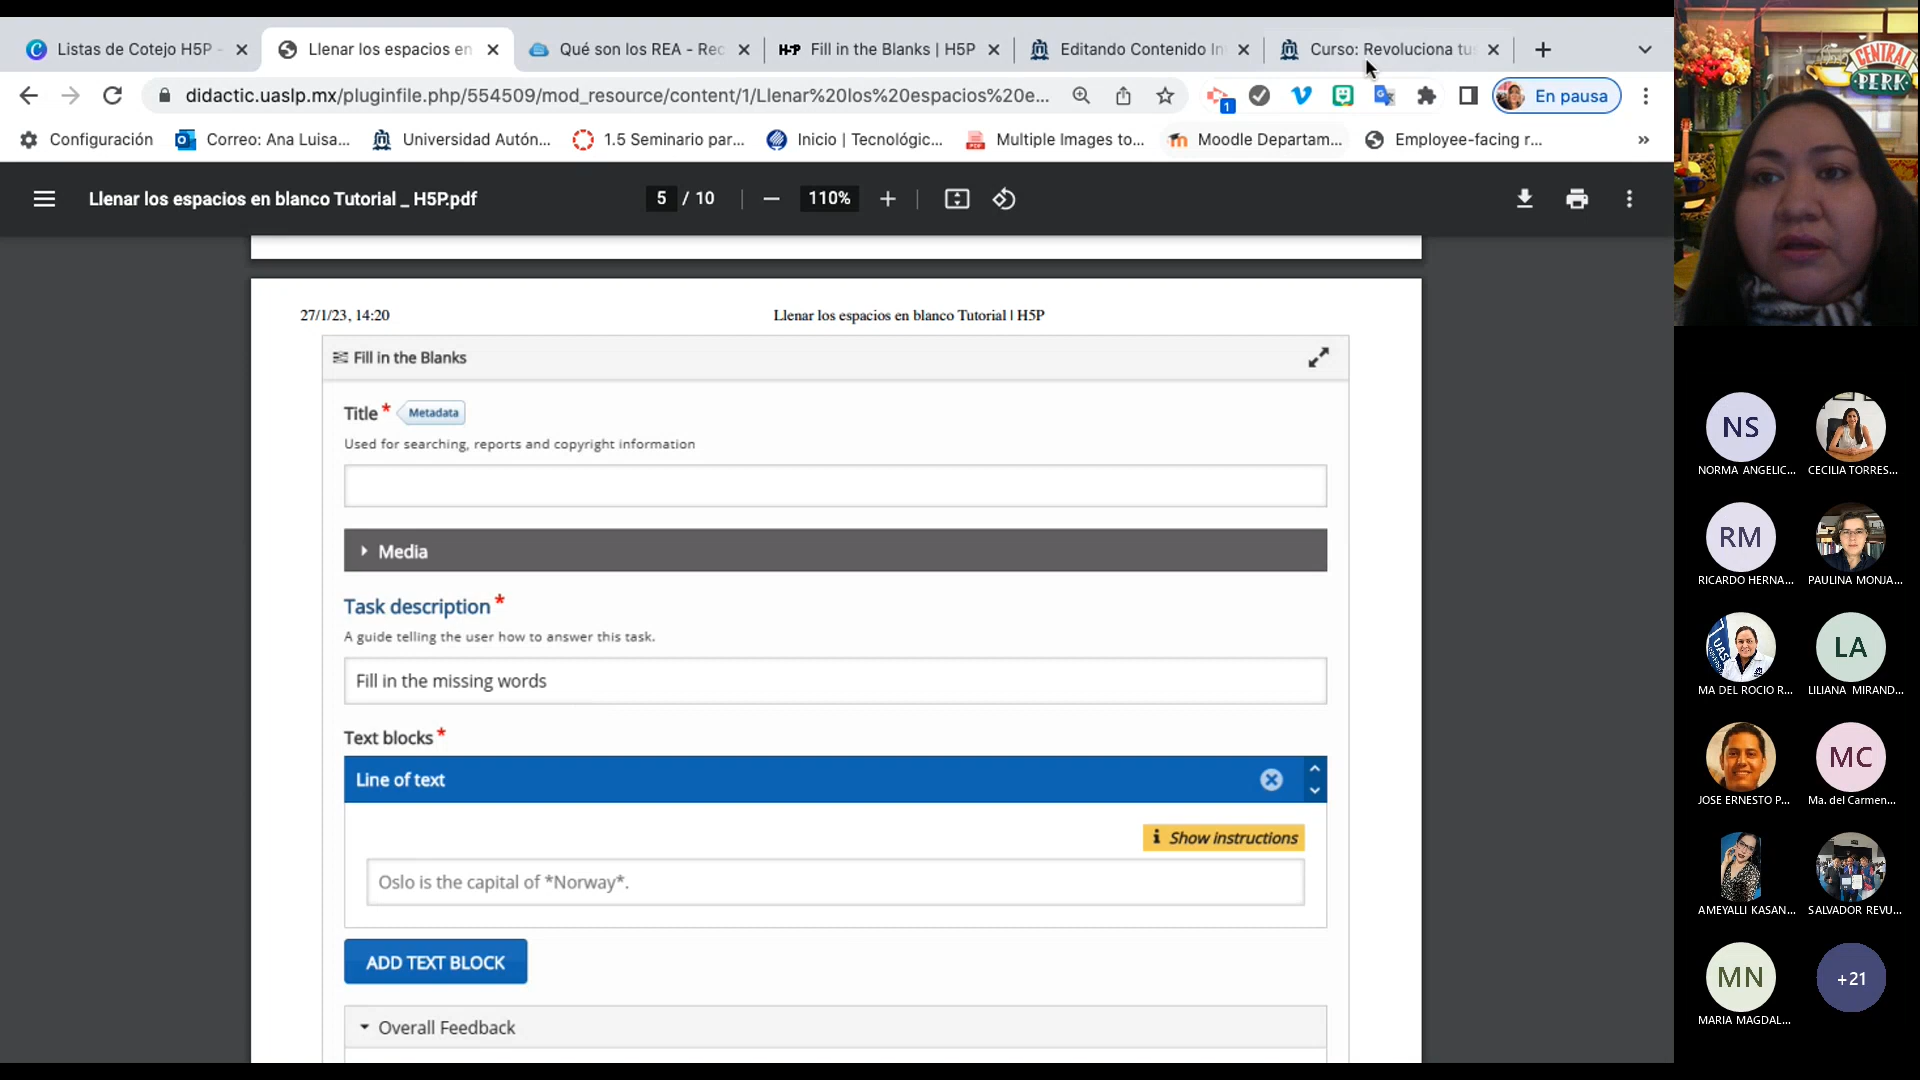 Listas de Cotejo H5P -
Llenar los espacios en
Qué son los REA - Rec
H-P Fill in the Blanks | H5P
Editando Contenido In
Curso: Revoluciona tus
didactic.uaslp.mx/pluginfile.php/554509/mod_resource/content/1/Llenar%20los%20espacios%20e...
1
En pausa
Configuración
Correo: Ana Luisa...
Universidad Autón...
1.5 Seminario par...
Inicio | Tecnológic...
Multiple Images to...
Moodle Departam...
Employee-facing r...
»
Llenar los espacios en blanco Tutorial _ H5P.pdf
5 / 10
110%
27/1/23, 14:20
Llenar los espacios en blanco Tutorial | H5P
Fill in the Blanks
Title *
Metadata
Used for searching, reports and copyright information
Media
Task description *
A guide telling the user how to answer this task.
Fill in the missing words
Text blocks *
Line of text
Show instructions
Oslo is the capital of *Norway*.
ADD TEXT BLOCK
Overall Feedback
CENTRAL
PERK
NS
NORMA ANGELIC...
CECILIA TORRES...
RM
RICARDO HERNA...
PAULINA MONJA...
MA DEL ROCIO R...
LA
LILIANA MIRAND...
JOSE ERNESTO P...
MC
Ma. del Carmen...
AMEYALLI KASAN...
SALVADOR REVU...
MN
MARIA MAGDAL...
+21